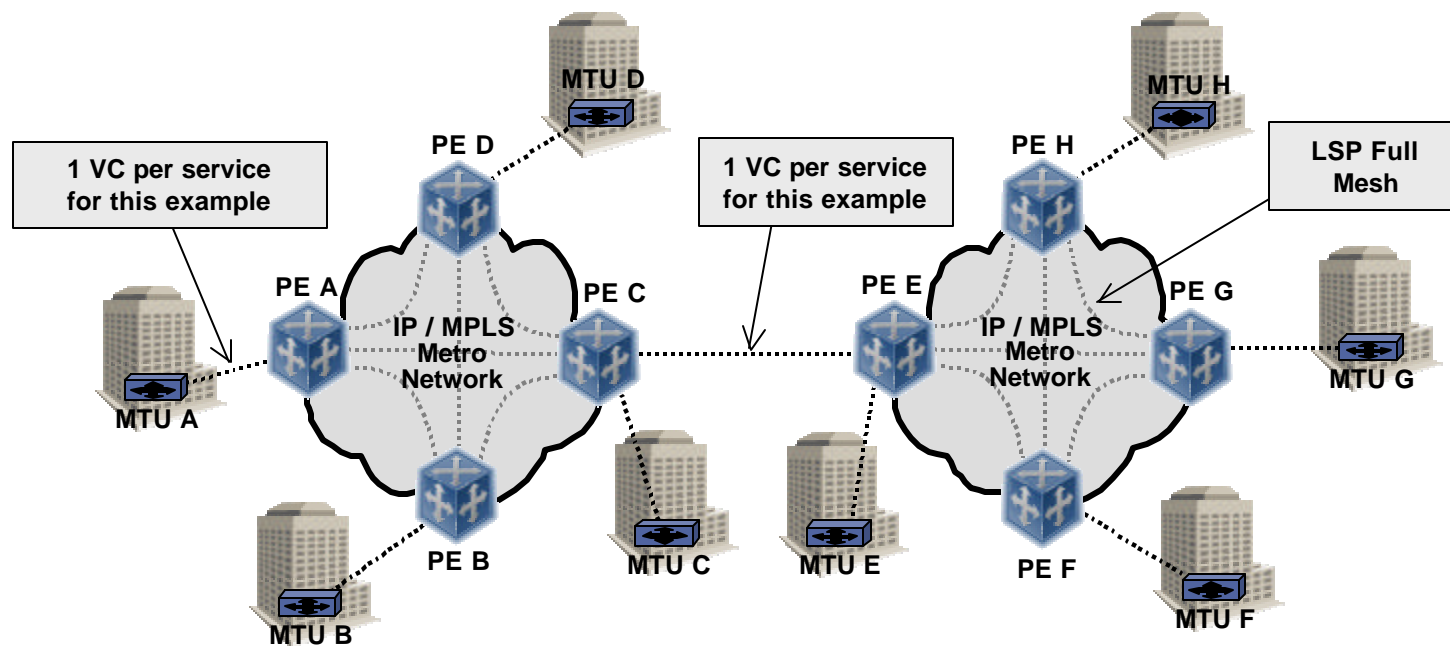 MTU D
MTU H
1 VC per service
for this example
PE D
1 VC per service
for this example
PE H
LSP Full
Mesh
PE A
PE C
PE E
PE G
IP / MPLS
Metro
Network
IP / MPLS
Metro
Network
MTU A
MTU G
PE B
MTU C
MTU E
PE F
MTU B
MTU F